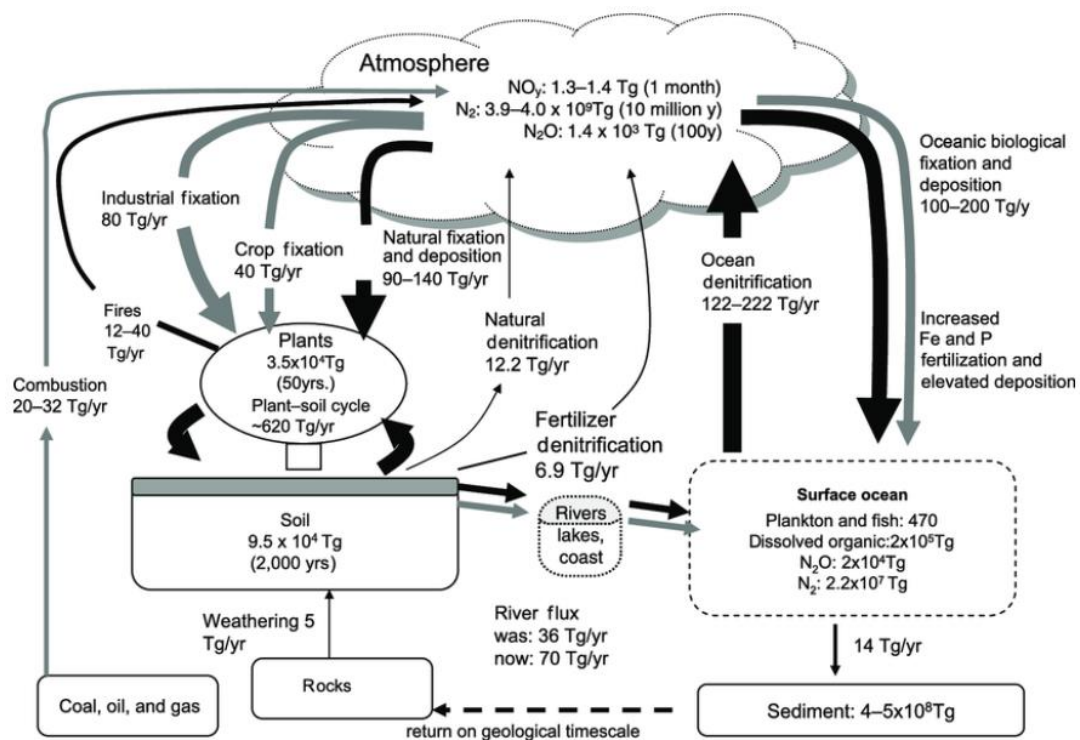 Atmosphere
NOy: 1.3–1.4 Tg (1 month)
N₂: 3.9–4.0 x 10⁹Tg (10 million y)
N₂O: 1.4 x 10³ Tg (100y)
Oceanic biological
fixation and
deposition
100–200 Tg/y
Industrial fixation
80 Tg/yr
Crop fixation
40 Tg/yr
Natural fixation
and deposition
90–140 Tg/yr
Ocean
denitrification
122–222 Tg/yr
Fires
12–40
Tg/yr
Natural
denitrification
12.2 Tg/yr
Increased
Fe and P
fertilization and
elevated deposition
Combustion
20–32 Tg/yr
Plants
3.5x10⁴Tg
(50yrs.)
Plant–soil cycle
~620 Tg/yr
Fertilizer
denitrification
6.9 Tg/yr
Soil
9.5 x 10⁴ Tg
(2,000 yrs)
Rivers
lakes,
coast
Surface ocean
Plankton and fish: 470
Dissolved organic:2x10⁵Tg
N₂O: 2x10⁴Tg
N₂: 2.2x10⁷ Tg
Weathering 5
Tg/yr
River flux
was: 36 Tg/yr
now: 70 Tg/yr
14 Tg/yr
Coal, oil, and gas
Rocks
Sediment: 4–5x10⁸Tg
return on geological timescale